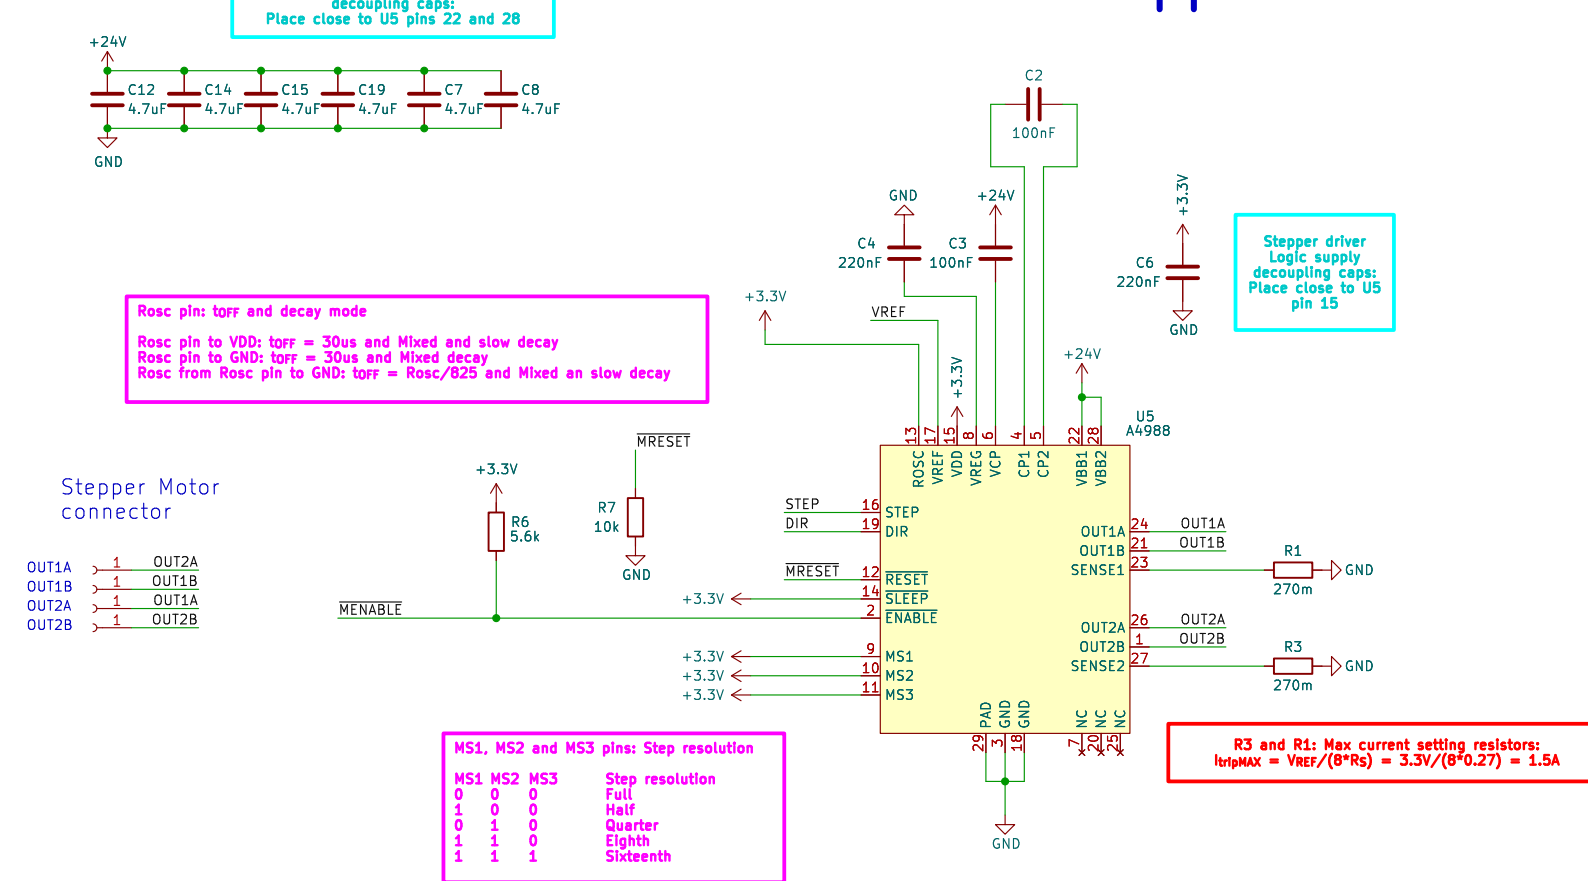 decoupling caps:
Place close to U5 pins 22 and 28
+24V
C12
4.7uF
C14
4.7uF
C15
4.7uF
C19
4.7uF
C7
4.7uF
C8
4.7uF
GND
C2
100nF
GND
+24V
C4
220nF
C3
100nF
+3.3V
C6
220nF
GND
Stepper driver
Logic supply
decoupling caps:
Place close to U5
pin 15
Rosc pin: tOFF and decay mode
Rosc pin to VDD: tOFF = 30us and Mixed and slow decay
Rosc pin to GND: tOFF = 30us and Mixed decay
Rosc from Rosc pin to GND: tOFF = Rosc/825 and Mixed an slow decay
+3.3V
VREF
+3.3V
+24V
U5
A4988
13
17
15
8
6
4
5
22
28
ROSC
VREF
VDD
VREG
VCP
CP1
CP2
VBB1
VBB2
MRESET
R7
10k
GND
+3.3V
R6
5.6k
MENABLE
Stepper Motor
connector
OUT1A 1 OUT2A
OUT1B 1 OUT1B
OUT2A 1 OUT1A
OUT2B 1 OUT2B
STEP 16 STEP
DIR 19 DIR
MRESET 12 RESET
+3.3V 14 SLEEP
2 ENABLE
+3.3V 9 MS1
+3.3V 10 MS2
+3.3V 11 MS3
OUT1A 24 OUT1A
OUT1B 21 OUT1B
SENSE1 23
R1
270m
GND
OUT2A 26 OUT2A
OUT2B 1 OUT2B
SENSE2 27
R3
270m
GND
PAD
GND
GND
NC
NC
NC
29
3
18
7
20
25
GND
MS1, MS2 and MS3 pins: Step resolution
MS1 MS2 MS3 Step resolution
0 0 0 Full
1 0 0 Half
0 1 0 Quarter
1 1 0 Eighth
1 1 1 Sixteenth
R3 and R1: Max current setting resistors:
ItripMAX = VREF/(8*RS) = 3.3V/(8*0.27) = 1.5A